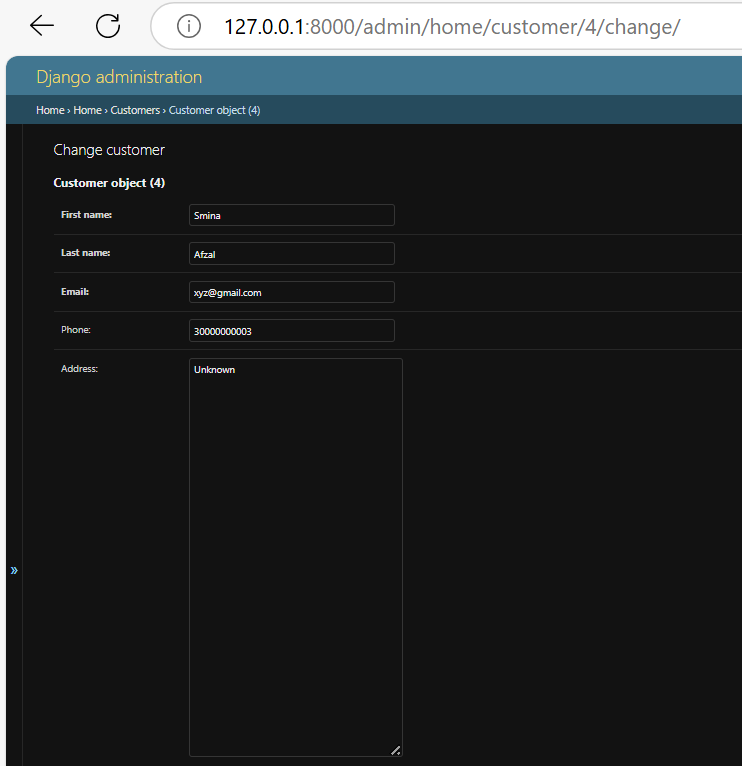 127.0.0.1:8000/admin/home/customer/4/change/
Django administration
Home › Home › Customers › Customer object (4)
Change customer
Customer object (4)
First name: Smina
Last name: Afzal
Email: xyz@gmail.com
Phone: 30000000003
Address: Unknown
»